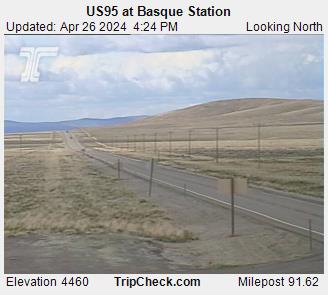 US95 at Basque Station
Updated: Apr 26 2024 4:24 PM Looking North
Elevation 4460 TripCheck.com Milepost 91.62